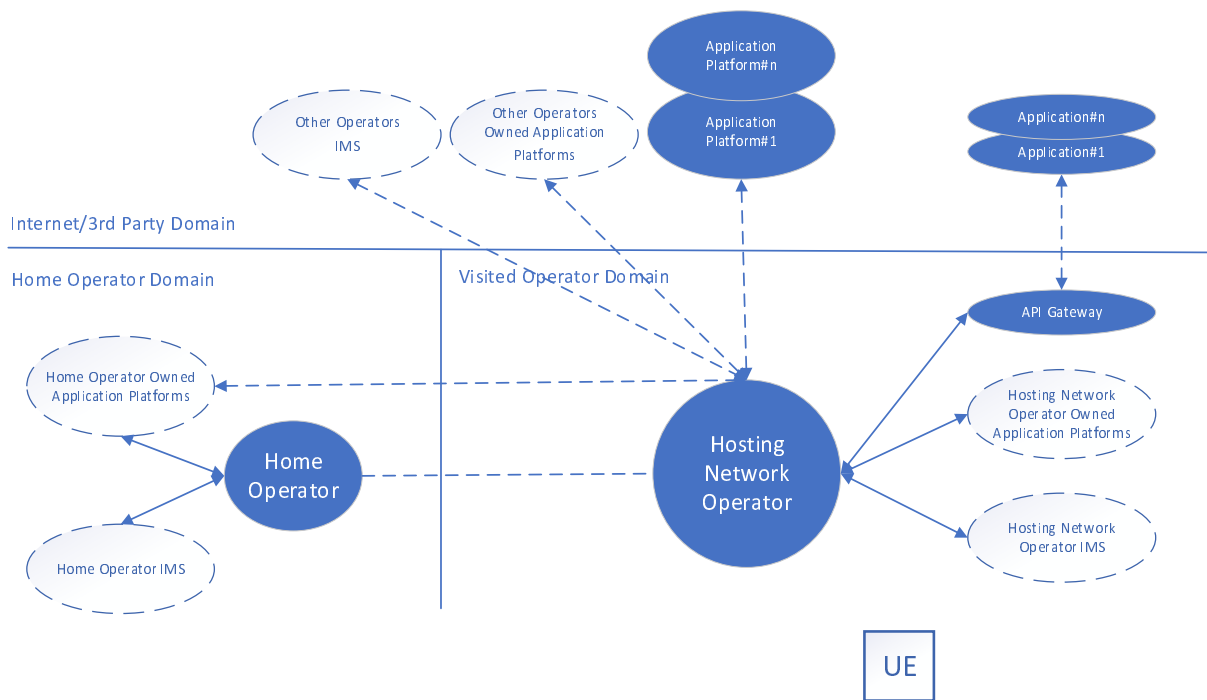 Application
Platform#n
Other Operators
IMS
Other Operators
Owned Application
Platforms
Application
Platform#1
Application#n
Application#1
Internet/3rd Party Domain
Home Operator Domain
Visited Operator Domain
API Gateway
Home Operator Owned
Application Platforms
Hosting Network
Operator Owned
Application Platforms
Home
Operator
Hosting
Network
Operator
Hosting Network
Operator IMS
Home Operator IMS
UE